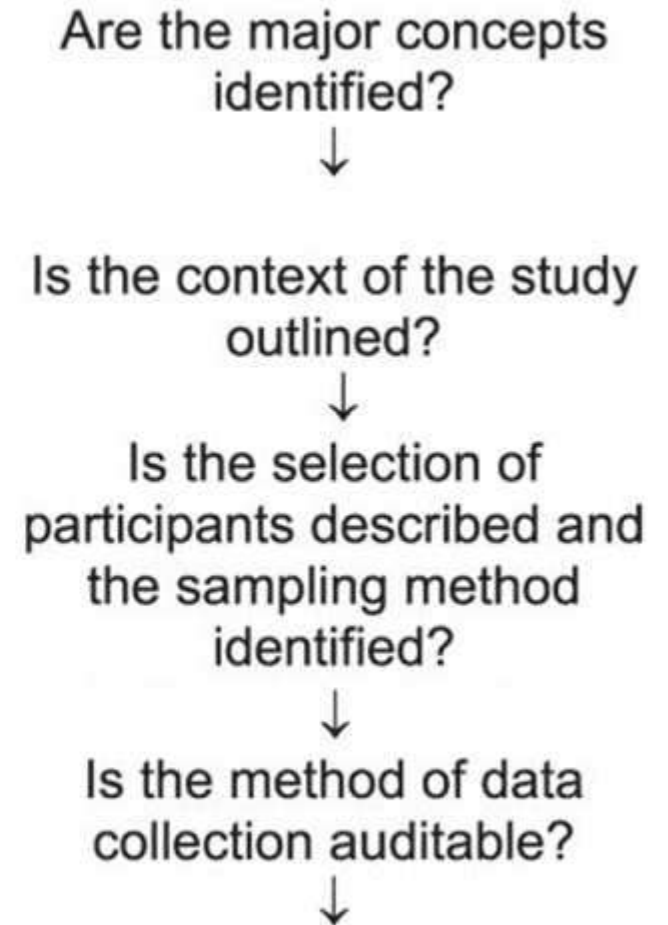 Are the major concepts
identified?
↓
Is the context of the study
outlined?
↓
Is the selection of
participants described and
the sampling method
identified?
↓
Is the method of data
collection auditable?
↓